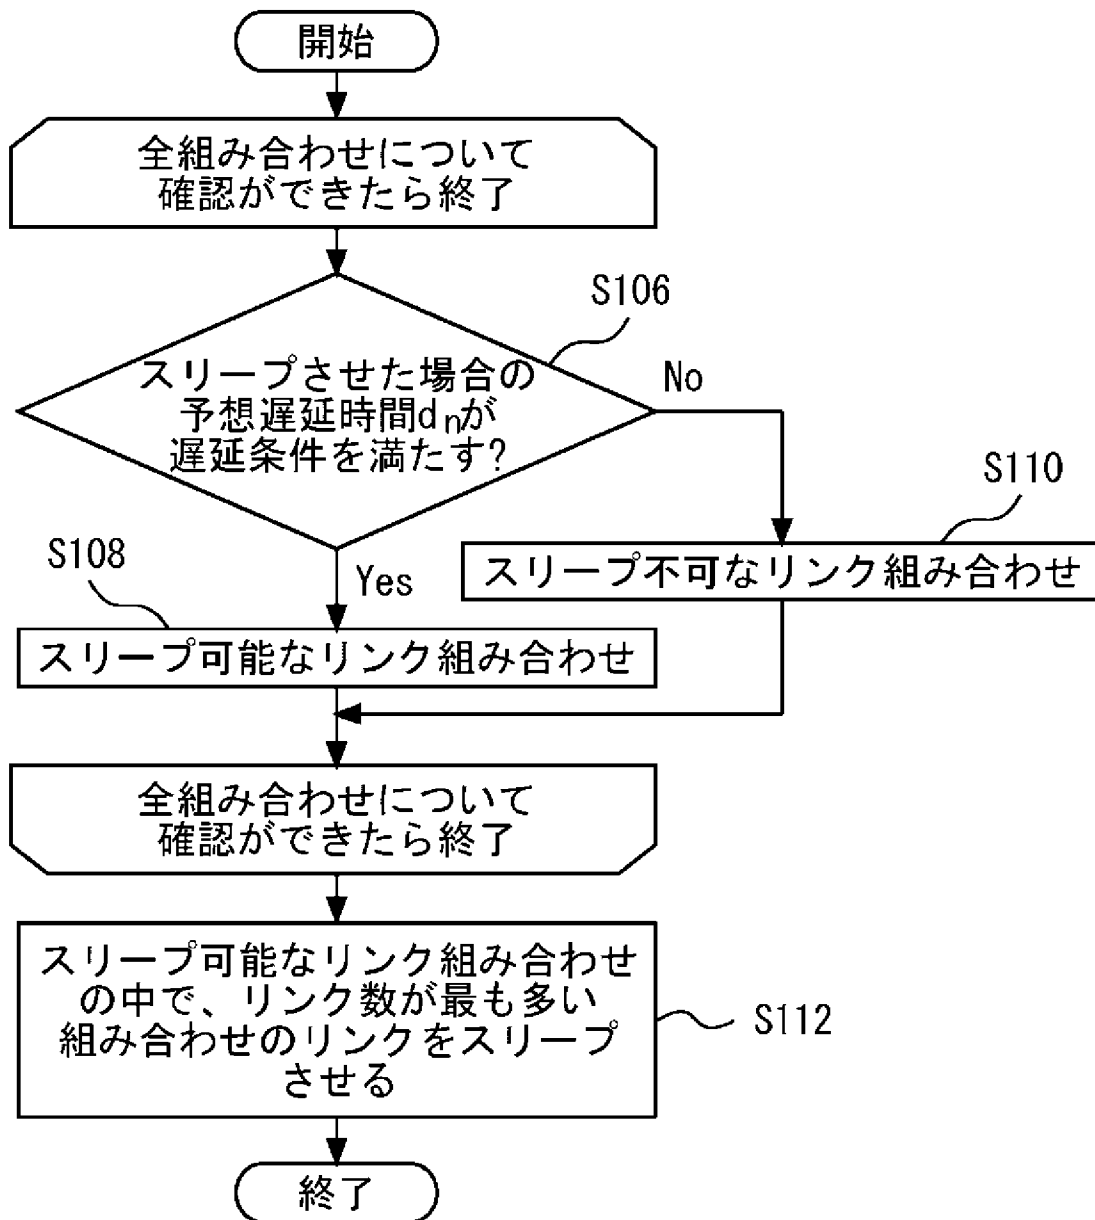 開始
全組み合わせについて
確認ができたら終了
S106
スリープさせた場合の
予想遅延時間dnが
遅延条件を満たす?
No
S110
スリープ不可なリンク組み合わせ
S108
Yes
スリープ可能なリンク組み合わせ
全組み合わせについて
確認ができたら終了
スリープ可能なリンク組み合わせ
の中で、リンク数が最も多い
組み合わせのリンクをスリープ
させる
S112
終了